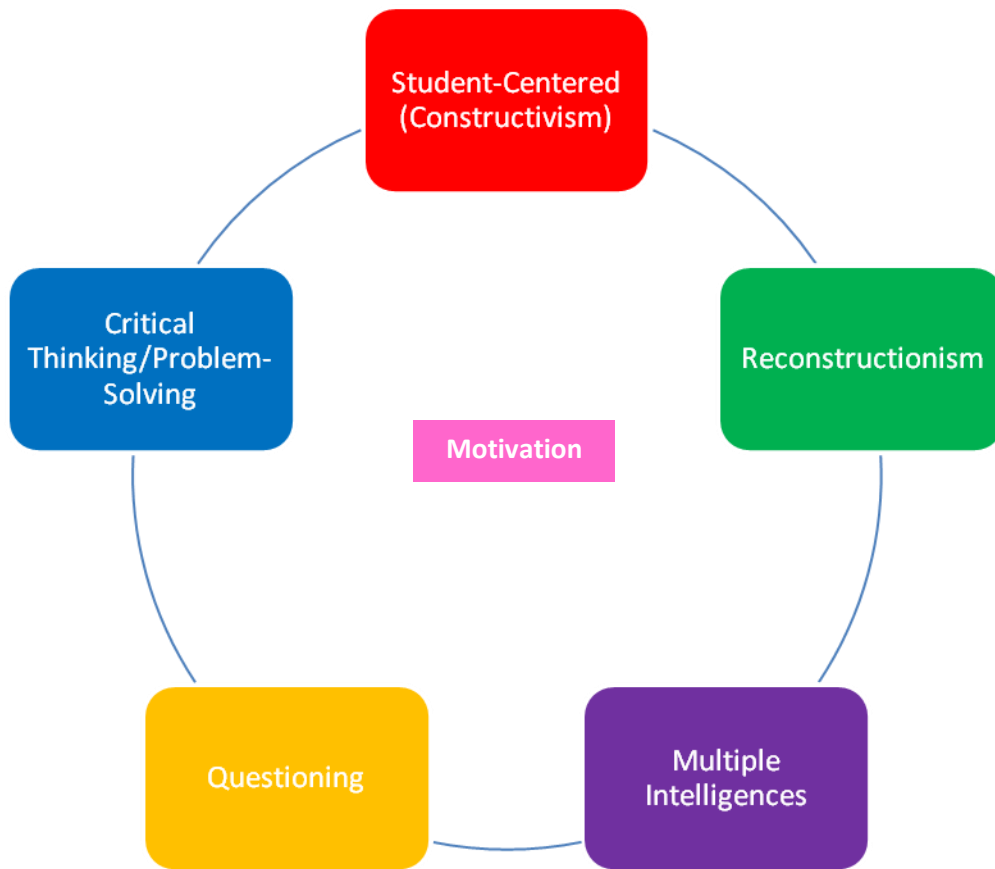 Student-Centered
(Constructivism)
Critical
Thinking/Problem-
Solving
Reconstructionism
Motivation
Questioning
Multiple
Intelligences